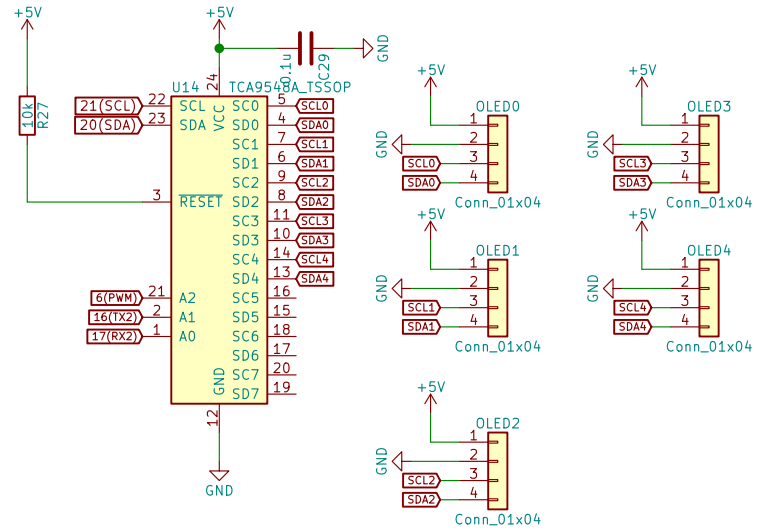 +5V
+5V
GND
0.1u
C29
10k
R27
U14
TCA9548A_TSSOP
24
VCC
21(SCL)
22
SCL
20(SDA)
23
SDA
3
RESET
6(PWM)
21
A2
16(TX2)
2
A1
17(RX2)
1
A0
SC0
5
SCL0
SD0
4
SDA0
SC1
7
SCL1
SD1
6
SDA1
SC2
9
SCL2
SD2
8
SDA2
SC3
11
SCL3
SD3
10
SDA3
SC4
14
SCL4
SD4
13
SDA4
SC5
16
SD5
15
SC6
18
SD6
17
SC7
20
SD7
19
GND
12
GND
+5V
OLED0
GND
1
2
SCL0
3
SDA0
4
Conn_01x04
+5V
OLED3
GND
1
2
SCL3
3
SDA3
4
Conn_01x04
+5V
OLED1
GND
1
2
SCL1
3
SDA1
4
Conn_01x04
+5V
OLED4
GND
1
2
SCL4
3
SDA4
4
Conn_01x04
+5V
OLED2
GND
1
2
SCL2
3
SDA2
4
Conn_01x04